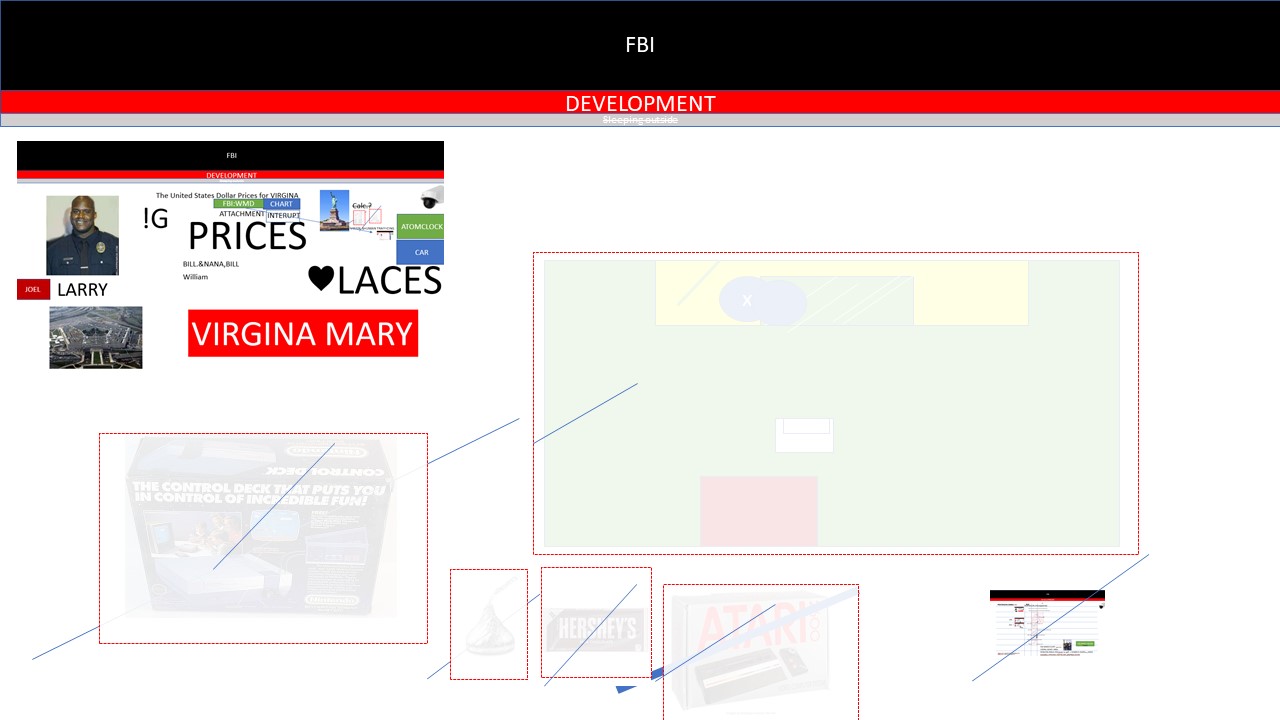 FBI
DEVELOPMENT
Sleeping outside
FBI
DEVELOPMENT
The United States Dollar Prices for VIRGINA
FBI:WMD
CHART
Calc.?
ATTACHMENT
INTERUPT
!G
PRICES
ATOMCLOCK
CAR
BILL.&NANA,BILL
William
♥LACES
JOEL
LARRY
VIRGINA MARY
X
CONTROL DECK
THE CONTROL DECK THAT PUTS YOU
IN CONTROL OF INCREDIBLE FUN!
HERSHEY'S
ATARI